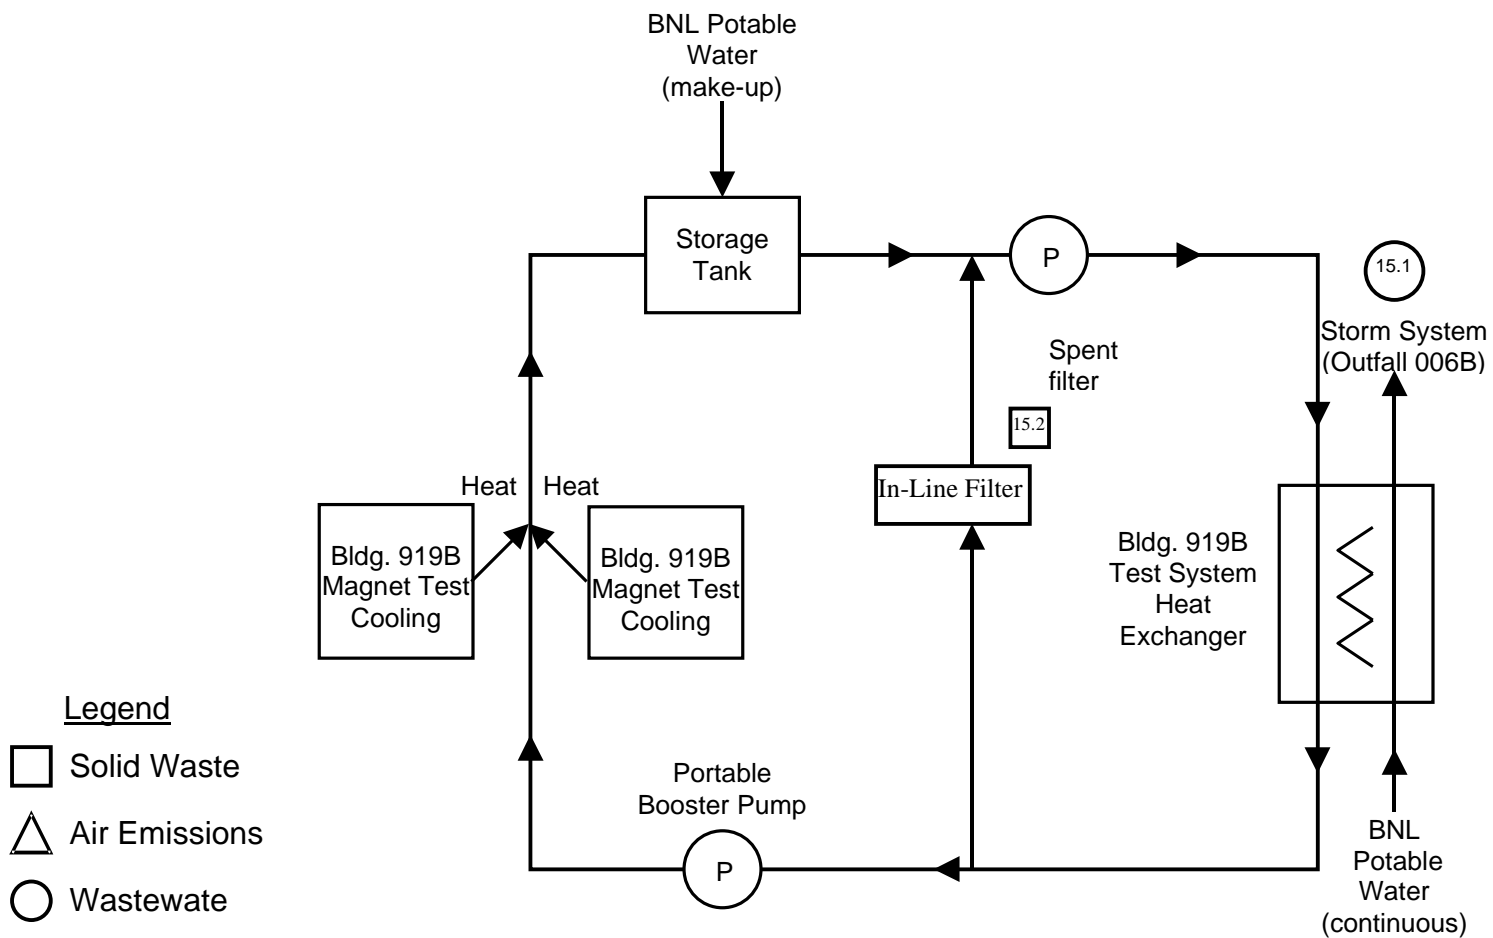 BNL Potable
Water
(make-up)
Storage
Tank
P
15.1
Storm System
(Outfall 006B)
Spent
filter
15.2
In-Line Filter
Heat
Heat
Bldg. 919B
Magnet Test
Cooling
Bldg. 919B
Magnet Test
Cooling
Bldg. 919B
Test System
Heat
Exchanger
Legend
Solid Waste
Air Emissions
Wastewate
Portable
Booster Pump
P
BNL
Potable
Water
(continuous)